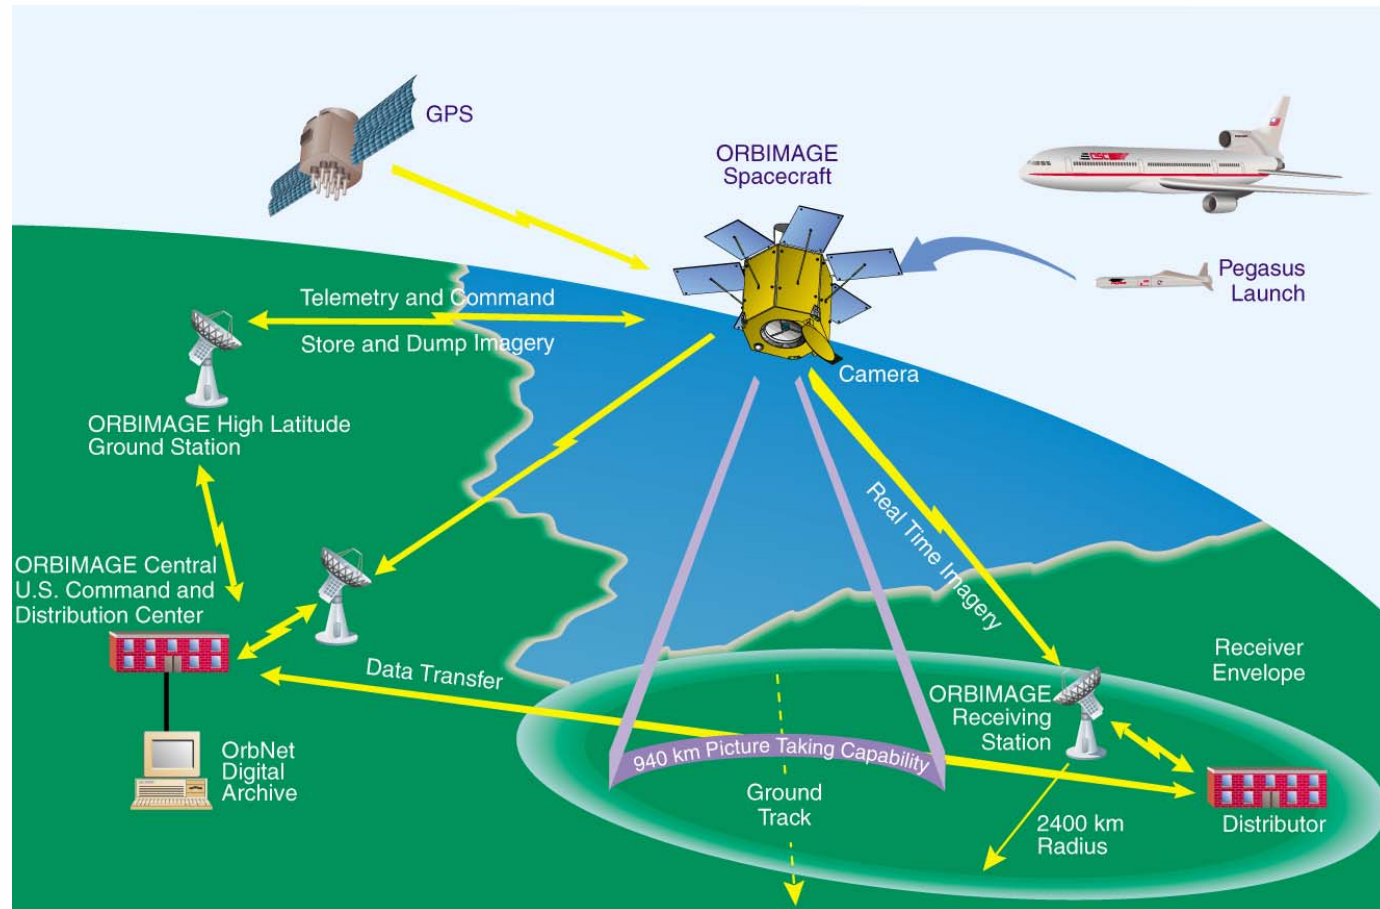 GPS
ORBIMAGE
Spacecraft
OSC
Pegasus
Launch
Telemetry and Command
Store and Dump Imagery
Camera
ORBIMAGE High Latitude
Ground Station
Real Time Imagery
ORBIMAGE Central
U.S. Command and
Distribution Center
Data Transfer
Receiver
Envelope
ORBIMAGE
Receiving
Station
940 km Picture Taking Capability
OrbNet
Digital
Archive
Ground
Track
2400 km
Radius
Distributor